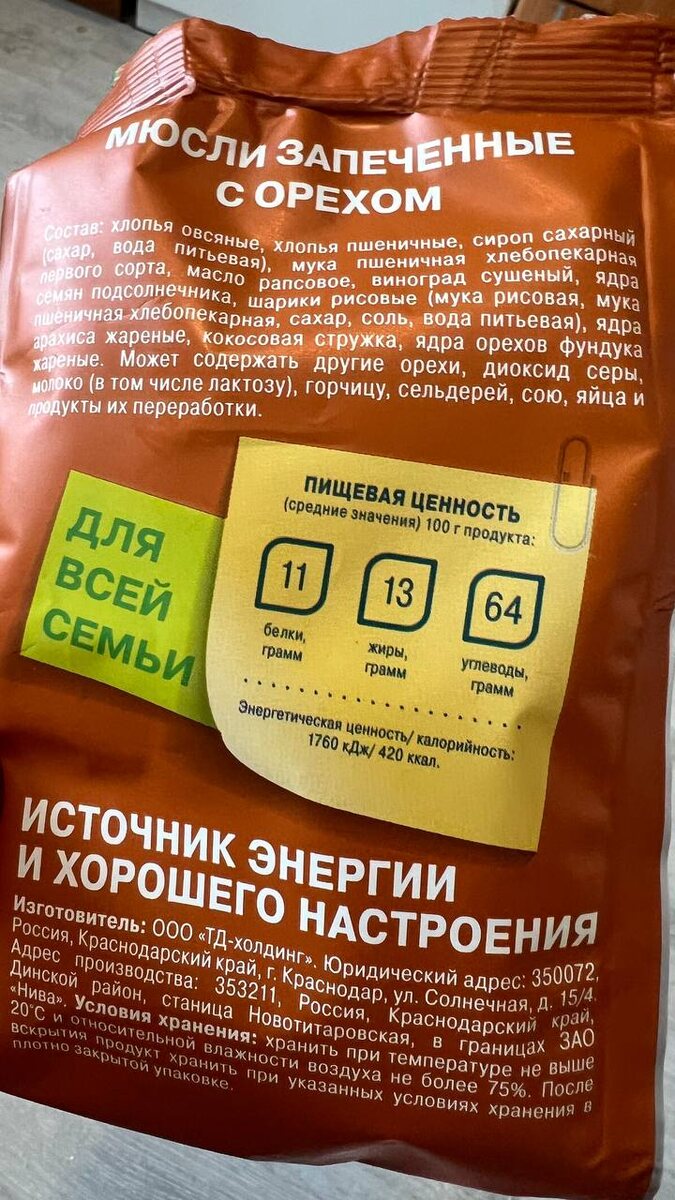 МЮСЛИ ЗАПЕЧЕННЫЕ
С ОРЕХОМ
Состав: хлопья овсяные, хлопья пшеничные, сироп сахарный
(сахар, вода питьевая), мука пшеничная хлебопекарная
первого сорта, масло рапсовое, виноград сушеный, ядра
семян подсолнечника, шарики рисовые (мука рисовая, мука
пшеничная хлебопекарная, сахар, соль, вода питьевая), ядра
арахиса жареные, кокосовая стружка, ядра орехов фундука
жареные. Может содержать другие орехи, диоксид серы,
молоко (в том числе лактозу), горчицу, сельдерей, сою, яйца и
продукты их переработки.
ДЛЯ
ВСЕЙ
СЕМЬИ
ПИЩЕВАЯ ЦЕННОСТЬ
(средние значения) 100 г продукта:
11 13 64
белки, жиры, углеводы,
грамм грамм грамм
Энергетическая ценность/ калорийность:
1760 кДж/ 420 ккал.
ИСТОЧНИК ЭНЕРГИИ
И ХОРОШЕГО НАСТРОЕНИЯ
Изготовитель: ООО «ТД-холдинг». Юридический адрес: 350072,
Россия, Краснодарский край, г. Краснодар, ул. Солнечная, д. 15/4.
Адрес производства: 353211, Россия, Краснодарский край,
Динской район, станица Новотитаровская, в границах ЗАО
«Нива». Условия хранения: хранить при температуре не выше
20°С и относительной влажности воздуха не более 75%. После
вскрытия продукт хранить при указанных условиях хранения в
плотно закрытой упаковке.